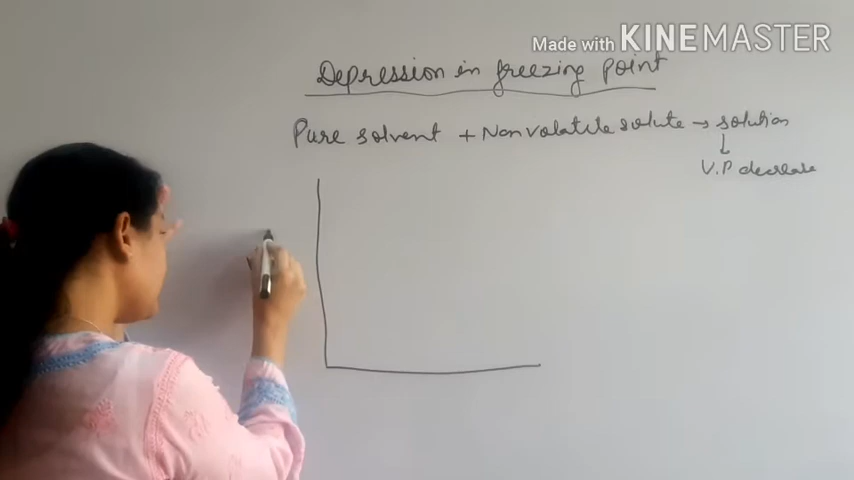 Made with KINEMASTER
Depression in freezing point
Pure solvent + Non volatile solute → solution
↓
V.P decrease